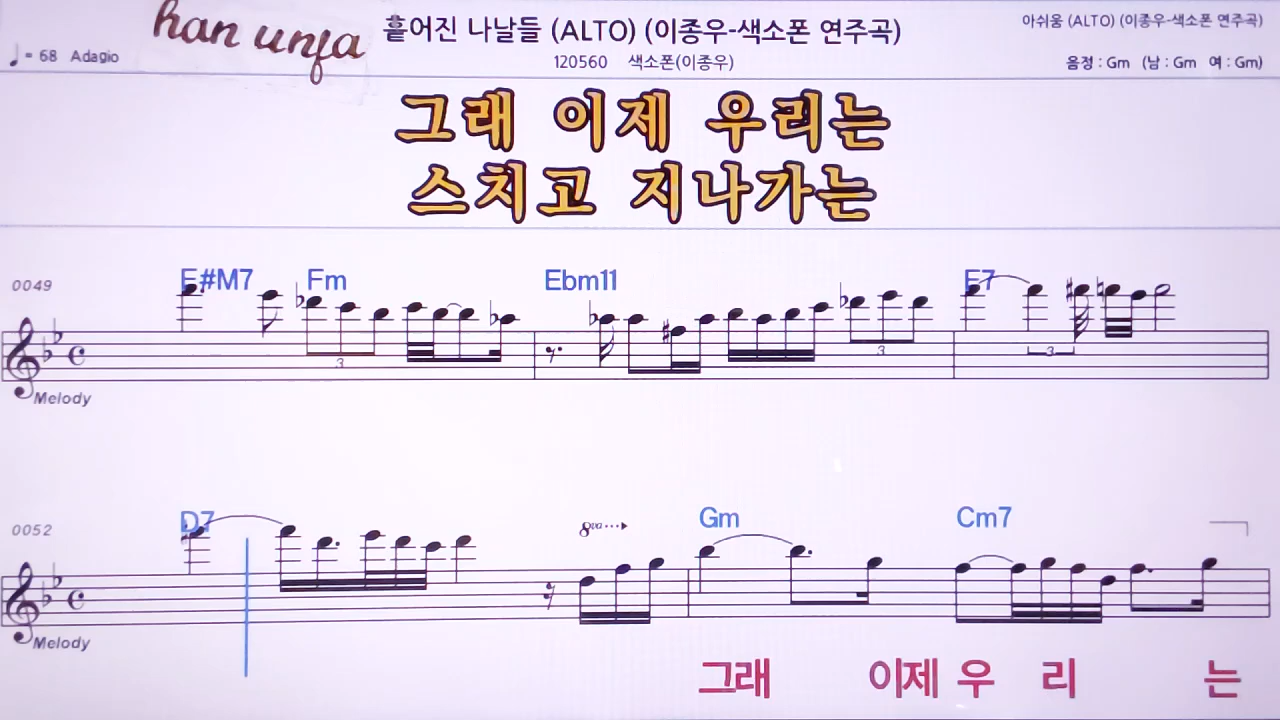 han unja
흩어진 나날들 (ALTO) (이종우-색소폰 연주곡)
아쉬움 (ALTO) (이종우-색소폰 연주곡)
♩= 68 Adagio
120560 색소폰(이종우)
음정 : Gm (남 : Gm 여 : Gm)
그래 이제 우리는
스치고 지나가는
0049
F#M7 Fm Ebm11 F7
3 3 3
Melody
0052
D7 8va Gm Cm7
Melody
그래 이제 우 리 는